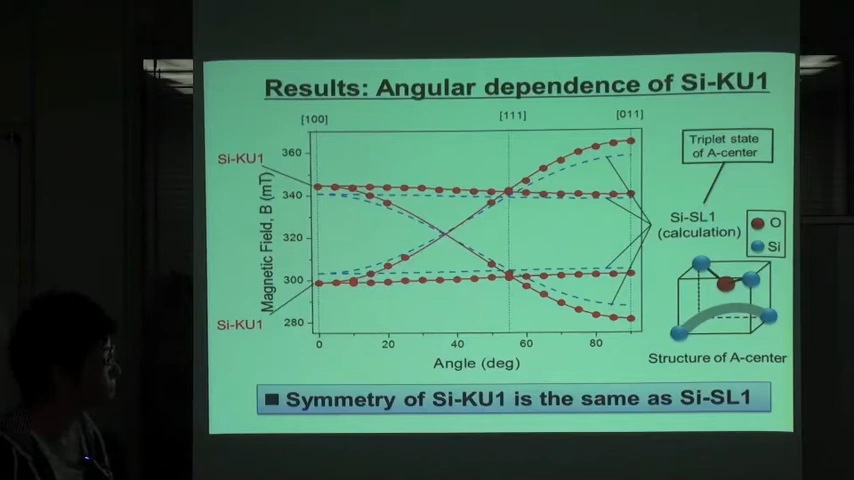 Results: Angular dependence of Si-KU1
[100] [111] [011]
Si-KU1
Si-KU1
Magnetic Field, B (mT)
360
340
320
300
280
0 20 40 60 80
Angle (deg)
Triplet state
of A-center
Si-SL1
(calculation)
O
Si
Structure of A-center
Symmetry of Si-KU1 is the same as Si-SL1